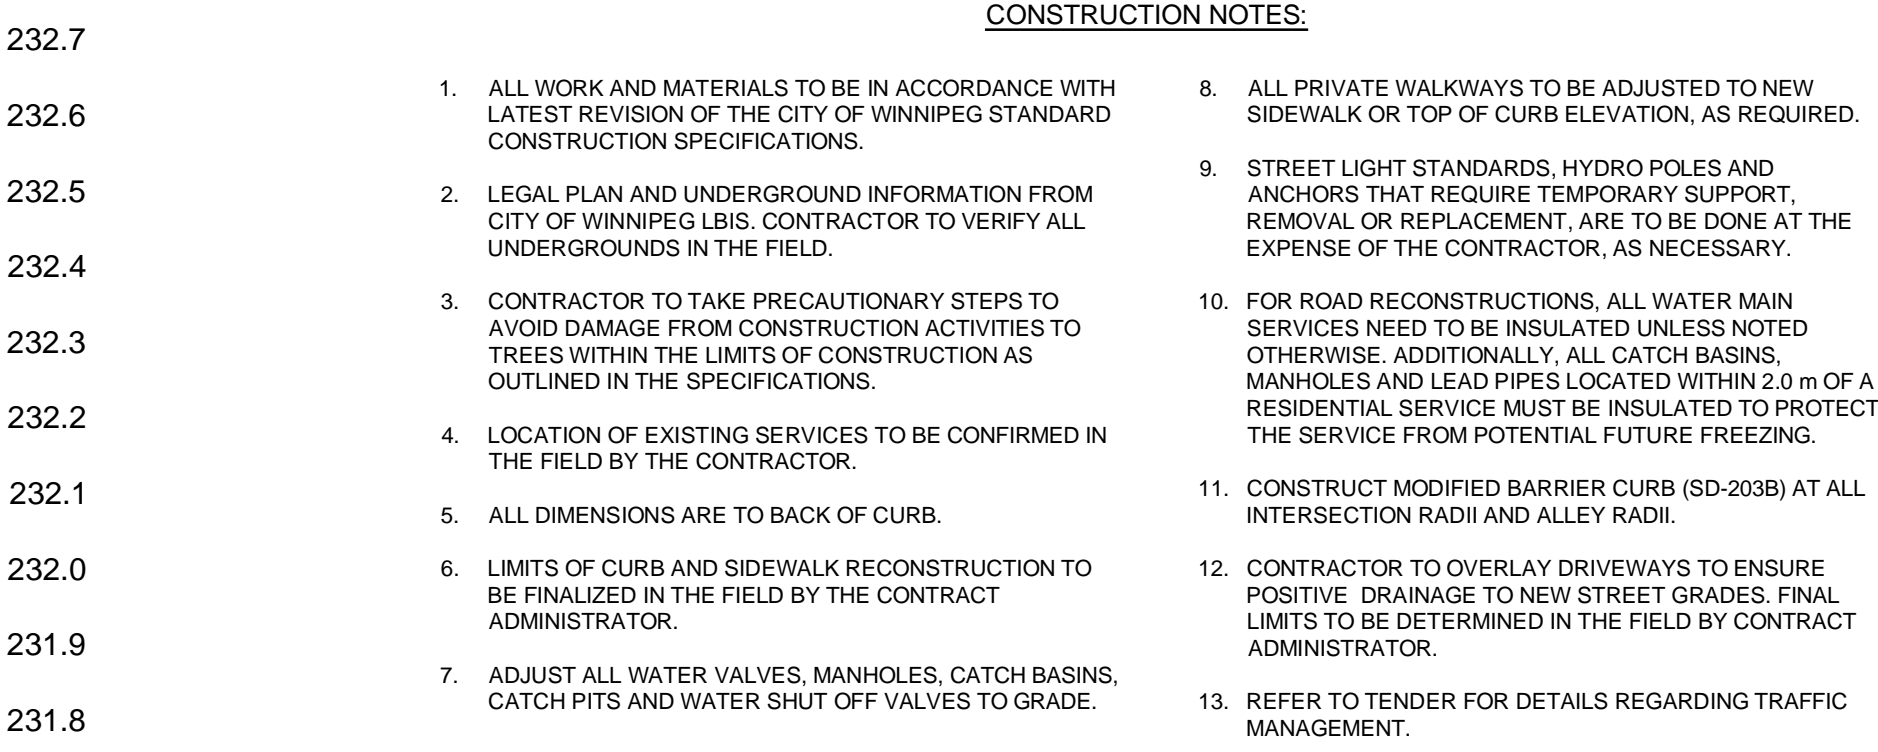 CONSTRUCTION NOTES:
232.7
232.6
232.5
232.4
232.3
232.2
232.1
232.0
231.9
231.8
1. ALL WORK AND MATERIALS TO BE IN ACCORDANCE WITH
LATEST REVISION OF THE CITY OF WINNIPEG STANDARD
CONSTRUCTION SPECIFICATIONS.
2. LEGAL PLAN AND UNDERGROUND INFORMATION FROM
CITY OF WINNIPEG LBIS. CONTRACTOR TO VERIFY ALL
UNDERGROUNDS IN THE FIELD.
3. CONTRACTOR TO TAKE PRECAUTIONARY STEPS TO
AVOID DAMAGE FROM CONSTRUCTION ACTIVITIES TO
TREES WITHIN THE LIMITS OF CONSTRUCTION AS
OUTLINED IN THE SPECIFICATIONS.
4. LOCATION OF EXISTING SERVICES TO BE CONFIRMED IN
THE FIELD BY THE CONTRACTOR.
5. ALL DIMENSIONS ARE TO BACK OF CURB.
6. LIMITS OF CURB AND SIDEWALK RECONSTRUCTION TO
BE FINALIZED IN THE FIELD BY THE CONTRACT
ADMINISTRATOR.
7. ADJUST ALL WATER VALVES, MANHOLES, CATCH BASINS,
CATCH PITS AND WATER SHUT OFF VALVES TO GRADE.
8. ALL PRIVATE WALKWAYS TO BE ADJUSTED TO NEW
SIDEWALK OR TOP OF CURB ELEVATION, AS REQUIRED.
9. STREET LIGHT STANDARDS, HYDRO POLES AND
ANCHORS THAT REQUIRE TEMPORARY SUPPORT,
REMOVAL OR REPLACEMENT, ARE TO BE DONE AT THE
EXPENSE OF THE CONTRACTOR, AS NECESSARY.
10. FOR ROAD RECONSTRUCTIONS, ALL WATER MAIN
SERVICES NEED TO BE INSULATED UNLESS NOTED
OTHERWISE. ADDITIONALLY, ALL CATCH BASINS,
MANHOLES AND LEAD PIPES LOCATED WITHIN 2.0 m OF A
RESIDENTIAL SERVICE MUST BE INSULATED TO PROTECT
THE SERVICE FROM POTENTIAL FUTURE FREEZING.
11. CONSTRUCT MODIFIED BARRIER CURB (SD-203B) AT ALL
INTERSECTION RADII AND ALLEY RADII.
12. CONTRACTOR TO OVERLAY DRIVEWAYS TO ENSURE
POSITIVE DRAINAGE TO NEW STREET GRADES. FINAL
LIMITS TO BE DETERMINED IN THE FIELD BY CONTRACT
ADMINISTRATOR.
13. REFER TO TENDER FOR DETAILS REGARDING TRAFFIC
MANAGEMENT.